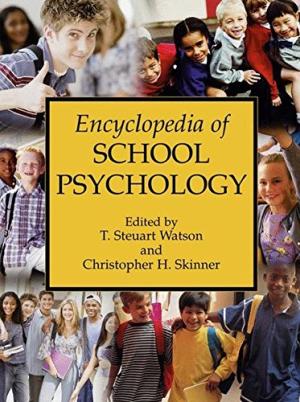 Encyclopedia of
SCHOOL
PSYCHOLOGY
Edited by
T. Steuart Watson
and
Christopher H. Skinner